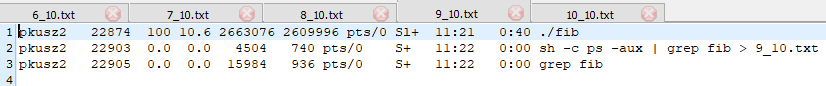 6_10.txt 7_10.txt 8_10.txt 9_10.txt 10_10.txt
1 pkusz2 22874 100 10.6 2663076 2609996 pts/0 Sl+ 11:21 0:40 ./fib
2 pkusz2 22903 0.0 0.0 4504 740 pts/0 S+ 11:22 0:00 sh -c ps -aux | grep fib > 9_10.txt
3 pkusz2 22905 0.0 0.0 15984 936 pts/0 S+ 11:22 0:00 grep fib
4